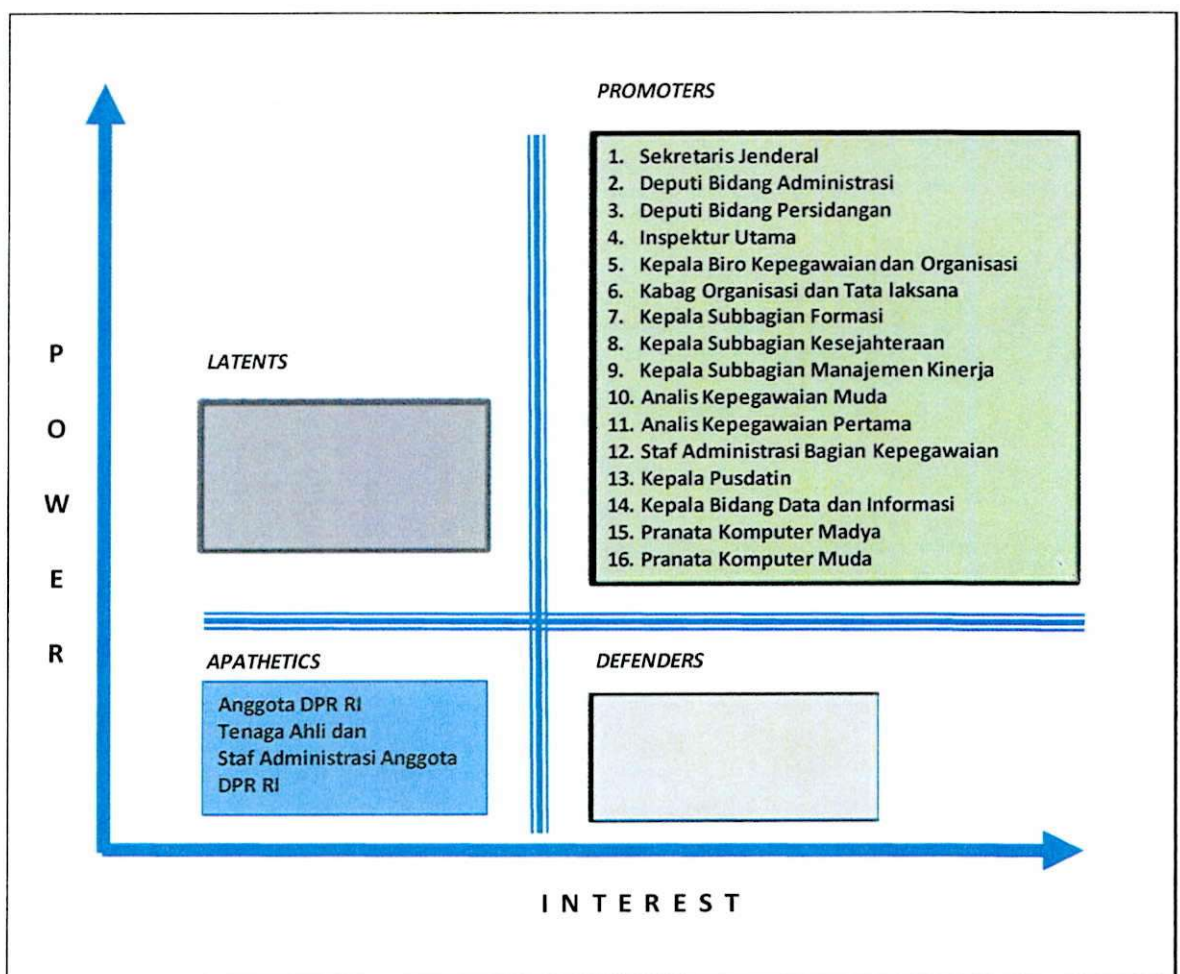 PROMOTERS
1. Sekretaris Jenderal
2. Deputi Bidang Administrasi
3. Deputi Bidang Persidangan
4. Inspektur Utama
5. Kepala Biro Kepegawaian dan Organisasi
6. Kabag Organisasi dan Tata laksana
7. Kepala Subbagian Formasi
8. Kepala Subbagian Kesejahteraan
9. Kepala Subbagian Manajemen Kinerja
10. Analis Kepegawaian Muda
11. Analis Kepegawaian Pertama
12. Staf Administrasi Bagian Kepegawaian
13. Kepala Pusdatin
14. Kepala Bidang Data dan Informasi
15. Pranata Komputer Madya
16. Pranata Komputer Muda
LATENTS
P
O
W
E
R
APATHETICS
Anggota DPR RI
Tenaga Ahli dan
Staf Administrasi Anggota
DPR RI
DEFENDERS
INTEREST